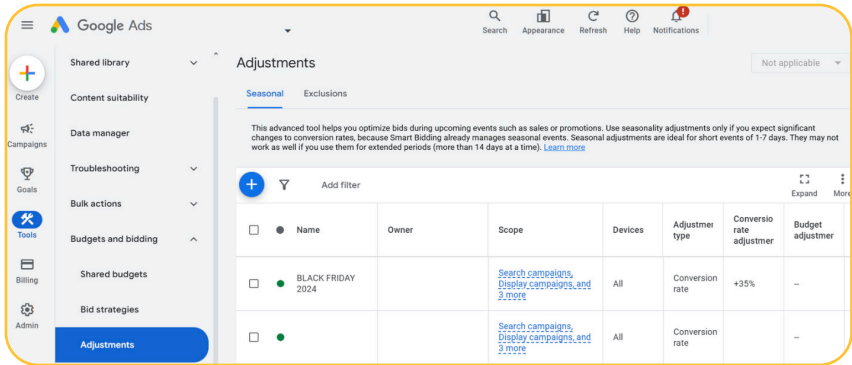 Google Ads
Search
Appearance
Refresh
Help
Notifications
Create
Campaigns
Goals
Tools
Billing
Admin
Shared library
Content suitability
Data manager
Troubleshooting
Bulk actions
Budgets and bidding
Shared budgets
Bid strategies
Adjustments
Adjustments
Not applicable
Seasonal
Exclusions
This advanced tool helps you optimize bids during upcoming events such as sales or promotions. Use seasonality adjustments only if you expect significant
changes to conversion rates, because Smart Bidding already manages seasonal events. Seasonal adjustments are ideal for short events of 1-7 days. They may not
work as well if you use them for extended periods (more than 14 days at a time). Learn more
Add filter
Expand
More
Name
Owner
Scope
Devices
Adjustmen
type
Conversio
rate
adjustmer
Budget
adjustmer
BLACK FRIDAY
2024
Search campaigns,
Display campaigns, and
3 more
All
Conversion
rate
+35%
–
Search campaigns,
Display campaigns, and
3 more
All
Conversion
rate
–